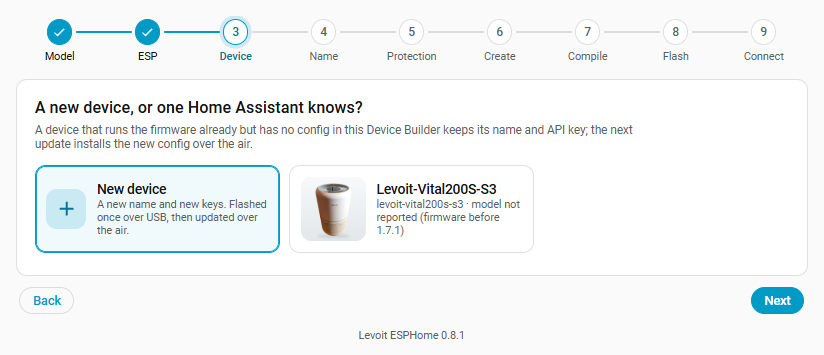 3 4 5 6 7 8 9
Model ESP Device Name Protection Create Compile Flash Connect
A new device, or one Home Assistant knows?
A device that runs the firmware already but has no config in this Device Builder keeps its name and API key; the next
update installs the new config over the air.
New device
A new name and new keys. Flashed
once over USB, then updated over
the air.
Levoit-Vital200S-S3
levoit-vital200s-s3 · model not
reported (firmware before
1.7.1)
Back
Next
Levoit ESPHome 0.8.1